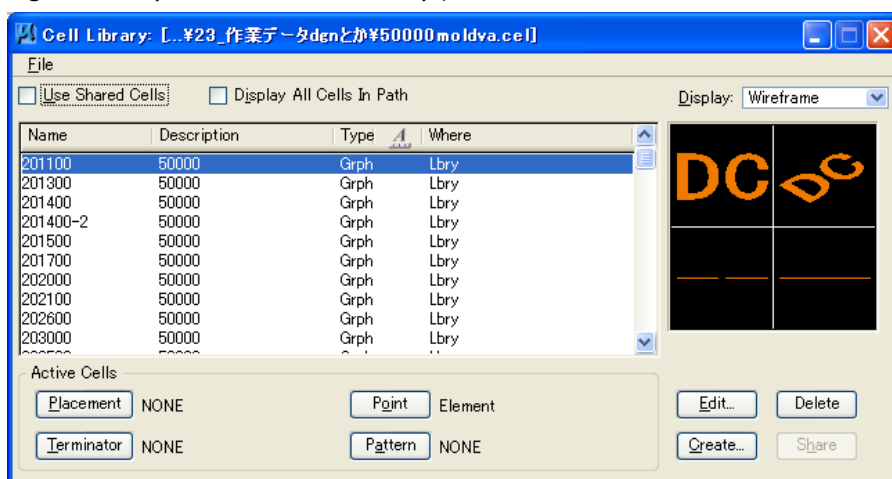 Cell Library: [..¥23_作業データdgnとか¥50000moldva.cel]
File
Use Shared Cells Display All Cells In Path Display: Wireframe
Name Description Type Where
201100 50000 Grph Lbry
201300 50000 Grph Lbry
201400 50000 Grph Lbry
201400-2 50000 Grph Lbry
201500 50000 Grph Lbry
201700 50000 Grph Lbry
202000 50000 Grph Lbry
202100 50000 Grph Lbry
202600 50000 Grph Lbry
203000 50000 Grph Lbry
DC DC
Active Cells
Placement NONE Point Element Edit... Delete
Terminator NONE Pattern NONE Create... Share